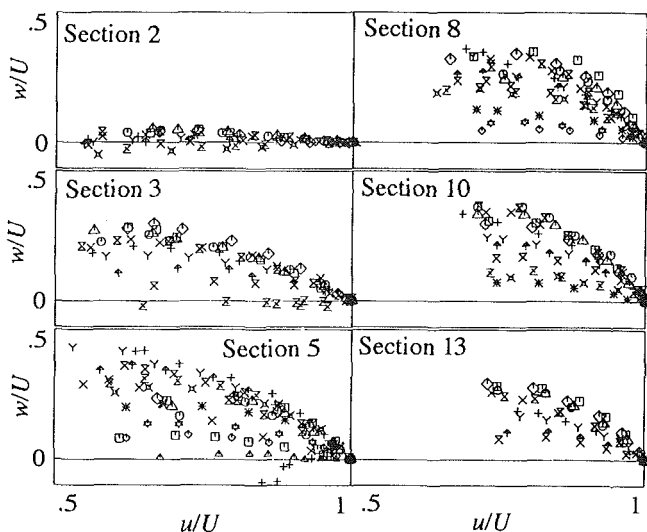 .5
w/U
0
Section 2
Section 8
.5
w/U
0
Section 3
Section 10
.5
w/U
0
Section 5
Section 13
.5
1
.5
1
u/U
u/U